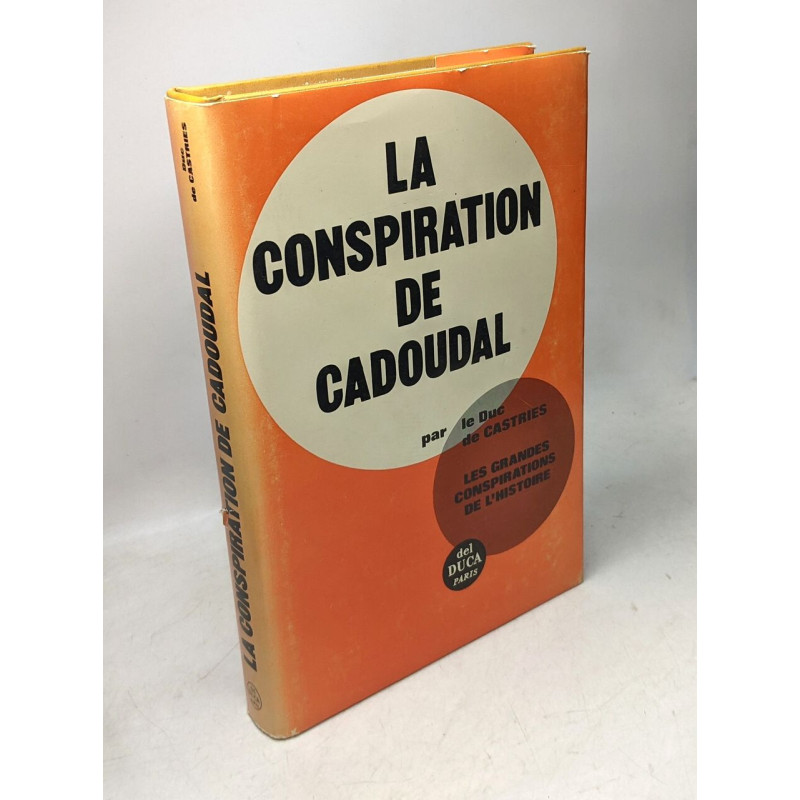 LA
CONSPIRATION
DE
CADOUDAL
par le Duc
de CASTRIES
LES GRANDES
CONSPIRATIONS
DE L'HISTOIRE
del
DUCA
PARIS
Duc
de CASTRIES
LA CONSPIRATION DE CADOUDAL